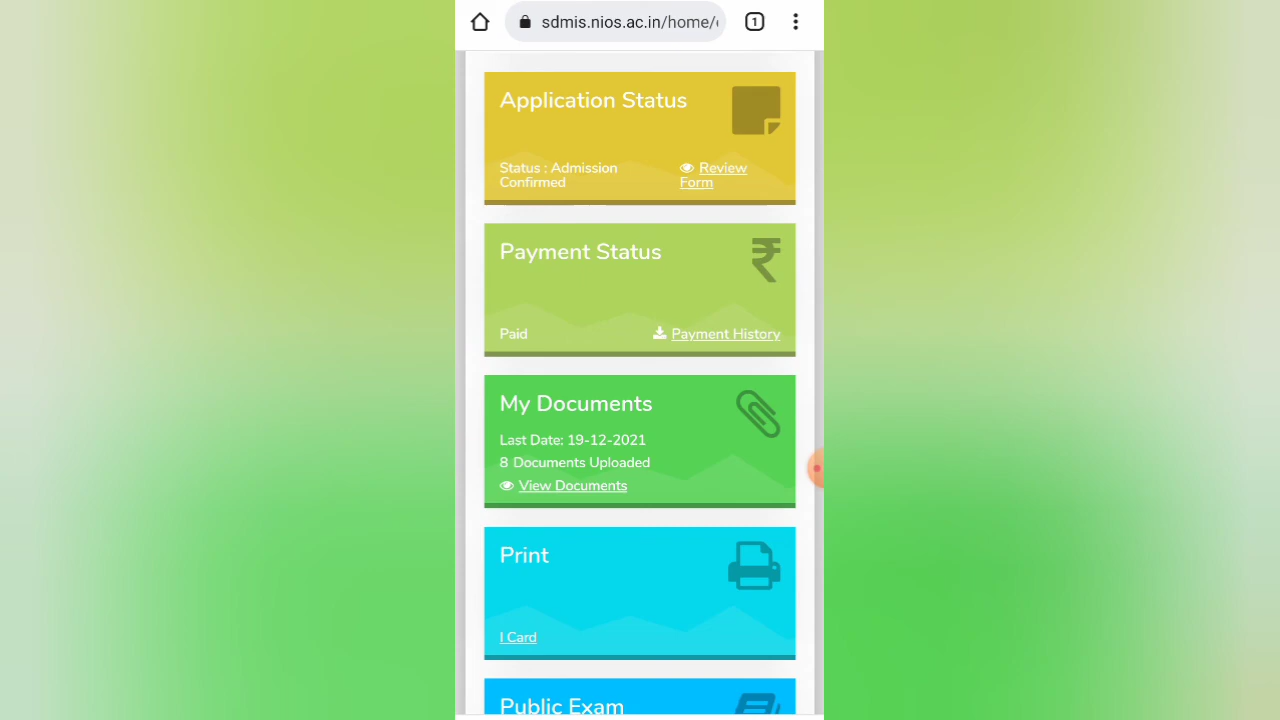 sdmis.nios.ac.in/home/
1
Application Status
Status : Admission
Confirmed
Review
Form
Payment Status
Paid
Payment History
My Documents
Last Date: 19-12-2021
8 Documents Uploaded
View Documents
Print
I Card
Public Exam